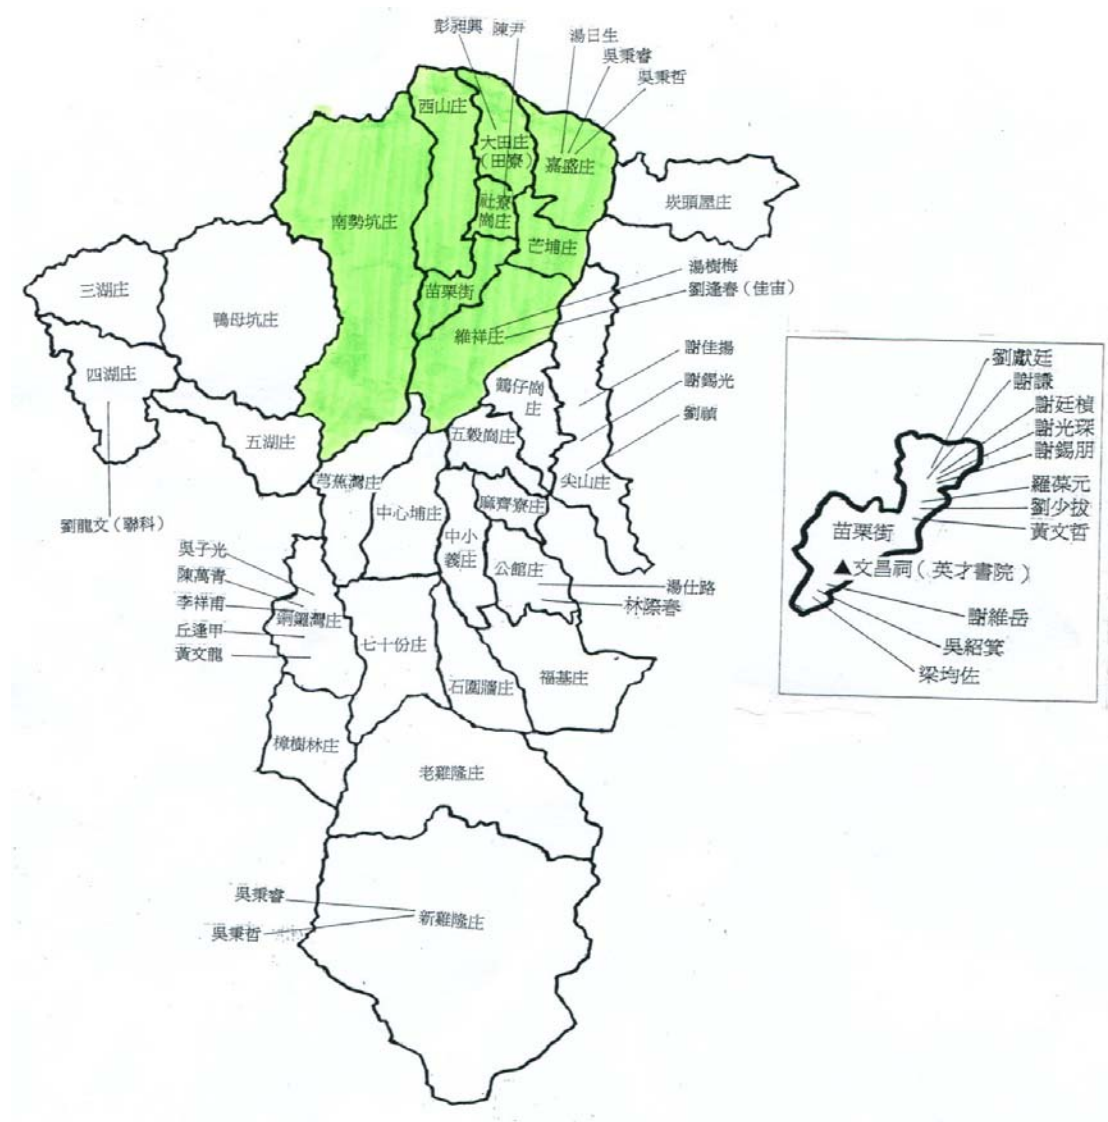 彭昶興
陳尹
湯日生
吳秉睿
吳秉哲
西山庄
大田庄
(田寮)
嘉盛庄
社寮
崗庄
崁頭屋庄
南勢坑庄
芒埔庄
三湖庄
鴨母坑庄
苗栗街
湯樹梅
劉逢春(佳宙)
維祥庄
四湖庄
謝佳揚
鶴仔崗
庄
謝錫光
劉禎
五湖庄
五穀崗庄
芎蕉灣庄
尖山庄
麻齊寮庄
中心埔庄
劉龍文(聯科)
中小
義庄
吳子光
公館庄
陳萬青
湯仕路
李祥甫
林際春
銅鑼灣庄
丘逢甲
七十份庄
黃文龍
福基庄
石圍牆庄
樟樹林庄
老雞隆庄
吳秉睿
新雞隆庄
吳秉哲
劉獻廷
謝謙
謝廷楨
謝光琛
謝錫朋
羅葆元
劉少拔
苗栗街
黃文哲
▲文昌祠(英才書院)
謝維岳
吳紹箕
梁均佐